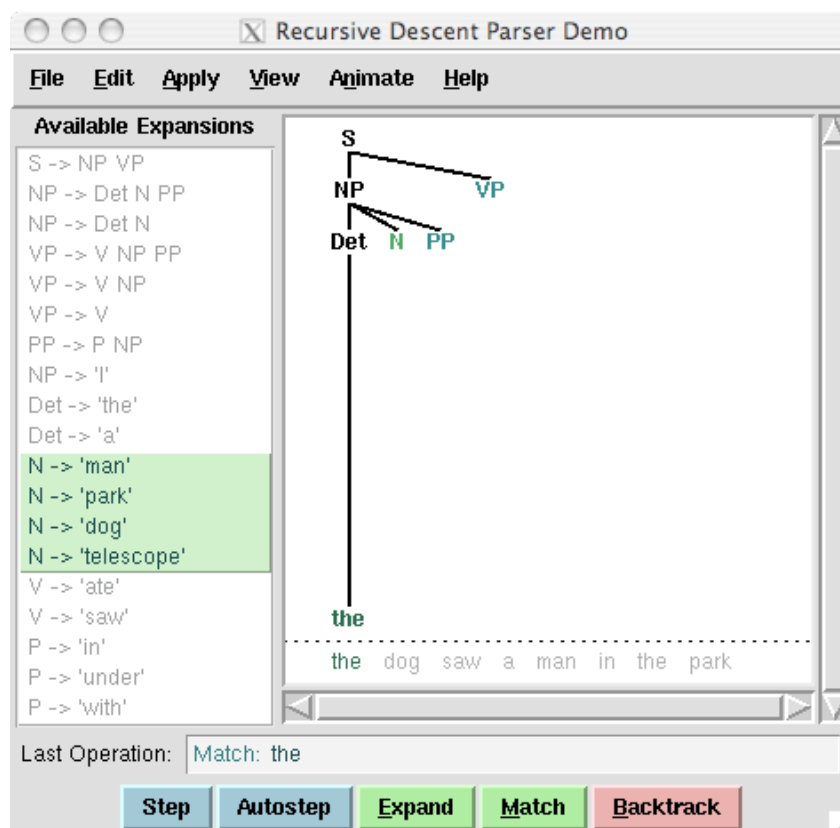 X Recursive Descent Parser Demo
File Edit Apply View Animate Help
Available Expansions
S -> NP VP
NP -> Det N PP
NP -> Det N
VP -> V NP PP
VP -> V NP
VP -> V
PP -> P NP
NP -> 'I'
Det -> 'the'
Det -> 'a'
N -> 'man'
N -> 'park'
N -> 'dog'
N -> 'telescope'
V -> 'ate'
V -> 'saw'
P -> 'in'
P -> 'under'
P -> 'with'
S
NP VP
Det N PP
the
the dog saw a man in the park
Last Operation: Match: the
Step Autostep Expand Match Backtrack